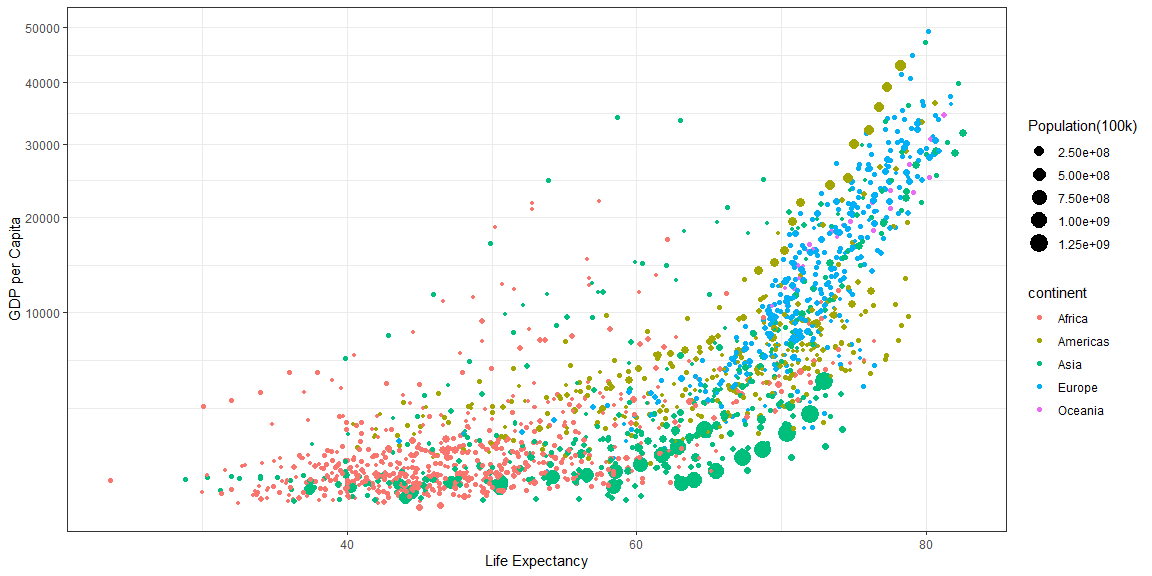 50000
40000
30000
20000
10000
GDP per Capita
40
60
80
Life Expectancy
Population(100k)
2.50e+08
5.00e+08
7.50e+08
1.00e+09
1.25e+09
continent
Africa
Americas
Asia
Europe
Oceania